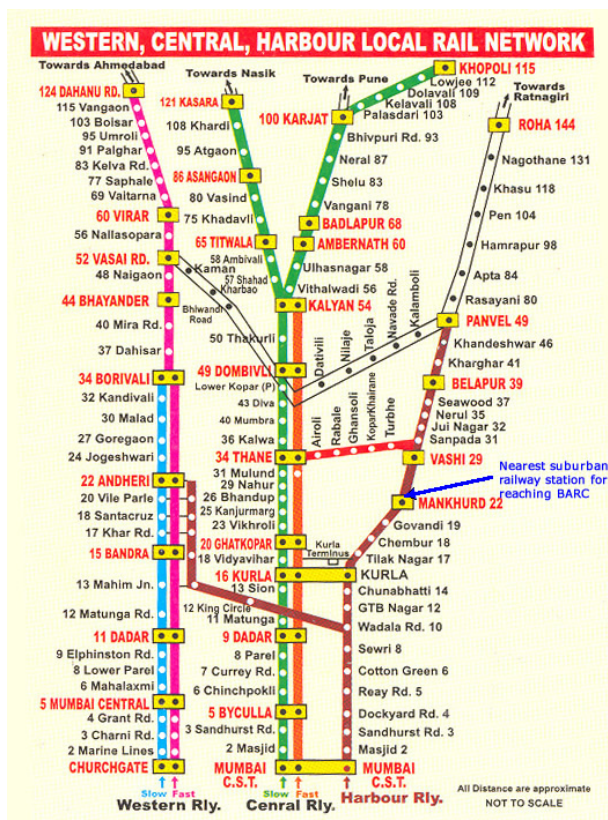 WESTERN, CENTRAL, HARBOUR LOCAL RAIL NETWORK
Towards Ahmedabad
124 DAHANU RD.
115 Vangaon
103 Boisar
95 Umroli
91 Palghar
83 Kelva Rd.
77 Saphale
69 Vaitarna
60 VIRAR
56 Nallasopara
52 VASAI RD.
48 Naigaon
44 BHAYANDER
40 Mira Rd.
37 Dahisar
34 BORIVALI
32 Kandivali
30 Malad
27 Goregaon
24 Jogeshwari
22 ANDHERI
20 Vile Parle
18 Santacruz
17 Khar Rd.
15 BANDRA
13 Mahim Jn.
12 Matunga Rd.
11 DADAR
9 Elphinston Rd.
8 Lower Parel
6 Mahalaxmi
5 MUMBAI CENTRAL
4 Grant Rd.
3 Charni Rd.
2 Marine Lines
CHURCHGATE
Slow Fast
Western Rly.
Kaman
Kharbao
Bhiwandi
Road
Towards Nasik
121 KASARA
108 Khardi
95 Atgaon
86 ASANGAON
80 Vasind
75 Khadavli
65 TITWALA
58 Ambivali
57 Shahad
Towards Pune
KHOPOLI 115
Lowjee 112
Dolavali 109
Kelavali 108
Palasdari 103
100 KARJAT
Bhivpuri Rd. 93
Neral 87
Shelu 83
Vangani 78
BADLAPUR 68
AMBERNATH 60
Ulhasnagar 58
Vithalwadi 56
KALYAN 54
50 Thakurli
49 DOMBIVLI
Lower Kopar (P)
43 Diva
40 Mumbra
36 Kalwa
34 THANE
31 Mulund
29 Nahur
26 Bhandup
25 Kanjurmarg
23 Vikhroli
20 GHATKOPAR
18 Vidyavihar
16 KURLA
13 Sion
12 King Circle
11 Matunga
9 DADAR
8 Parel
7 Currey Rd.
6 Chinchpokli
5 BYCULLA
3 Sandhurst Rd.
2 Masjid
MUMBAI
C.S.T.
Slow Fast
Cenral Rly.
Dativili
Nilaje
Taloja
Navade Rd.
Kalamboli
Airoli
Rabale
Ghansoli
KoparKhairane
Turbhe
Towards
Ratnagiri
ROHA 144
Nagothane 131
Khasu 118
Pen 104
Hamrapur 98
Apta 84
Rasayani 80
PANVEL 49
Khandeshwar 46
Kharghar 41
BELAPUR 39
Seawood 37
Nerul 35
Jui Nagar 32
Sanpada 31
VASHI 29
Nearest suburban
railway station for
reaching BARC
MANKHURD 22
Govandi 19
Chembur 18
Tilak Nagar 17
Kurla
Terminus
KURLA
Chunabhatti 14
GTB Nagar 12
Wadala Rd. 10
Sewri 8
Cotton Green 6
Reay Rd. 5
Dockyard Rd. 4
Sandhurst Rd. 3
Masjid 2
MUMBAI
C.S.T.
Harbour Rly.
All Distance are approximate
NOT TO SCALE